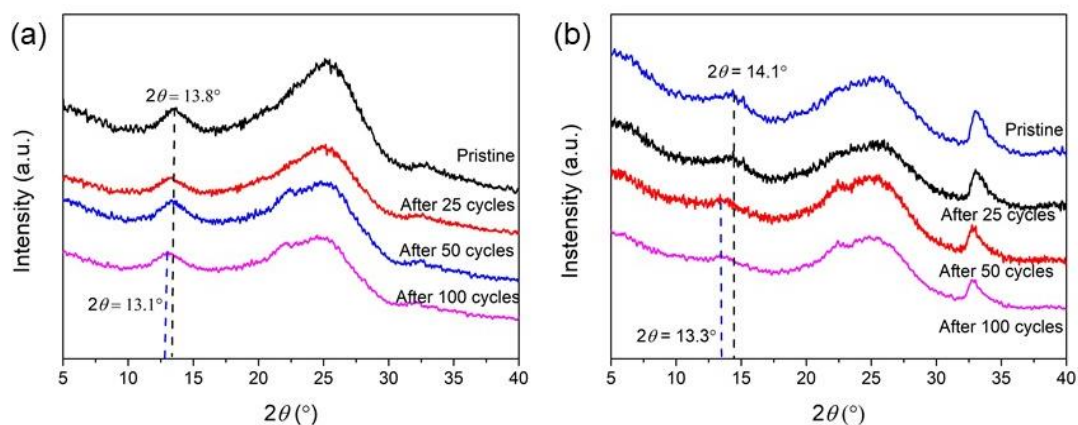 (a)
Intensity (a.u.)
2θ = 13.8°
Pristine
After 25 cycles
After 50 cycles
After 100 cycles
2θ = 13.1°
5 10 15 20 25 30 35 40
2θ (°)
(b)
Instensity (a.u.)
2θ = 14.1°
Pristine
After 25 cycles
After 50 cycles
After 100 cycles
2θ = 13.3°
5 10 15 20 25 30 35 40
2θ (°)